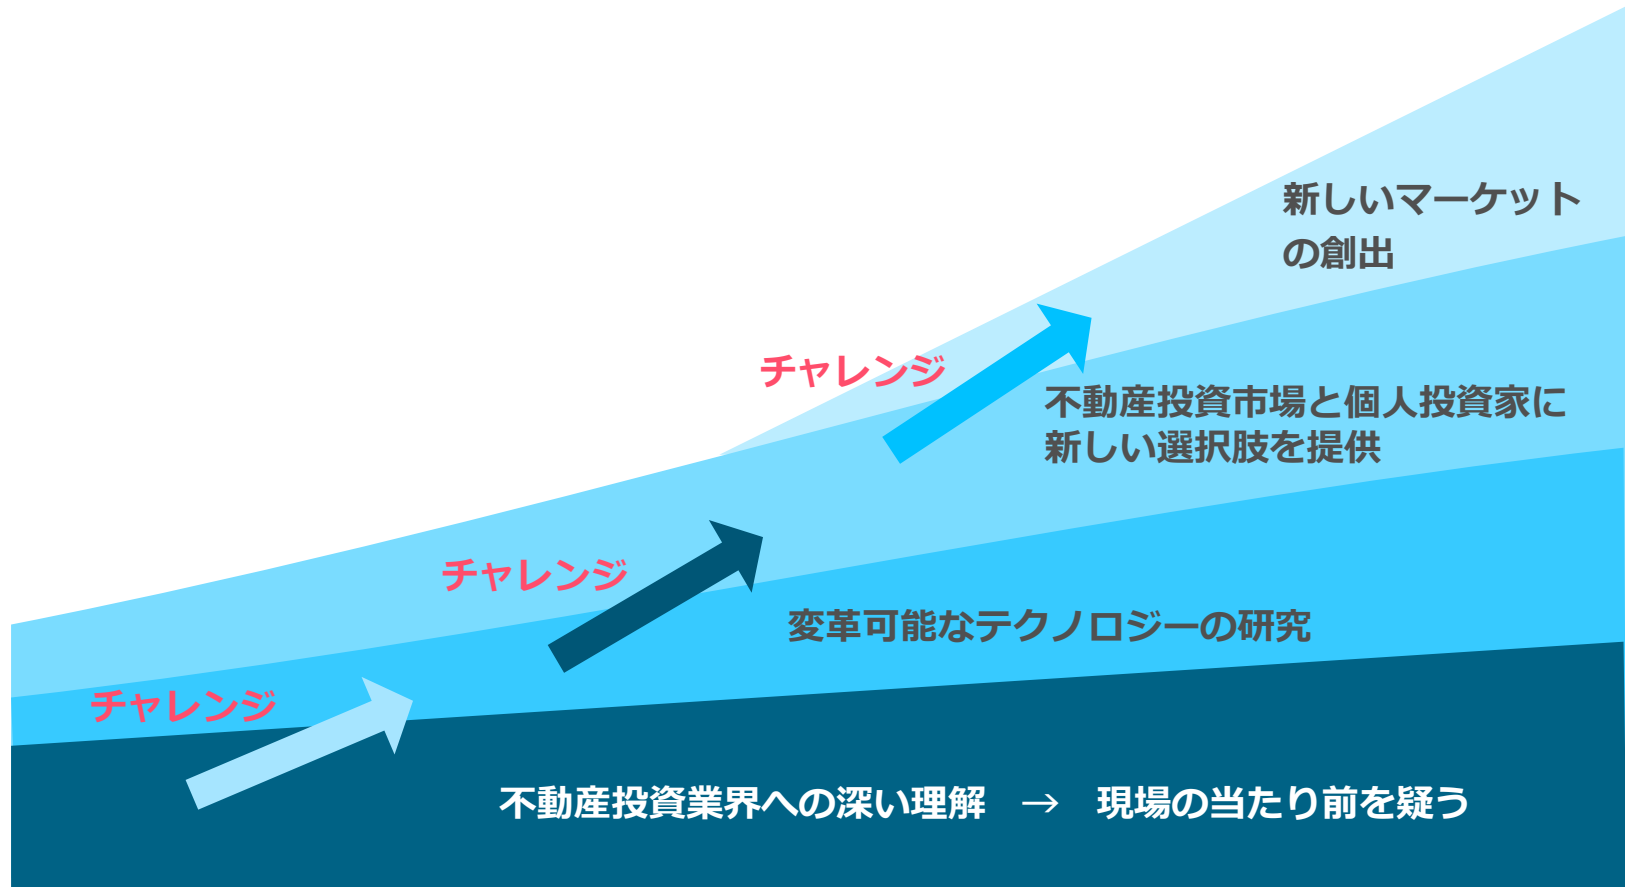 新しいマーケット
の創出
チャレンジ
不動産投資市場と個人投資家に
新しい選択肢を提供
チャレンジ
変革可能なテクノロジーの研究
チャレンジ
不動産投資業界への深い理解　→　現場の当たり前を疑う